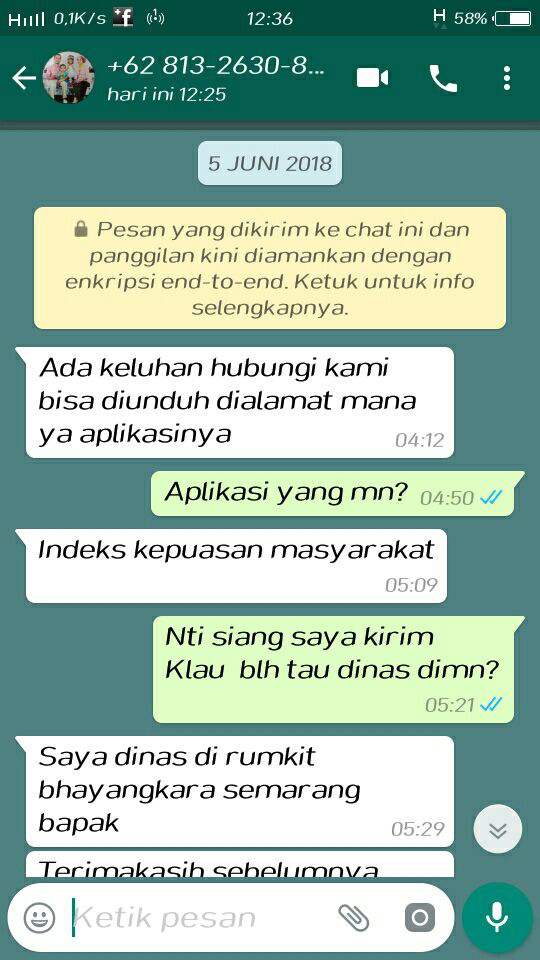 0,1K/s
12:36
H 58%
+62 813-2630-8...
hari ini 12:25
5 JUNI 2018
Pesan yang dikirim ke chat ini dan
panggilan kini diamankan dengan
enkripsi end-to-end. Ketuk untuk info
selengkapnya.
Ada keluhan hubungi kami
bisa diunduh dialamat mana
ya aplikasinya
04:12
Aplikasi yang mn? 04:50
Indeks kepuasan masyarakat
05:09
Nti siang saya kirim
Klau blh tau dinas dimn?
05:21
Saya dinas di rumkit
bhayangkara semarang
bapak
05:29
Terimakasih sebelumnya
Ketik pesan